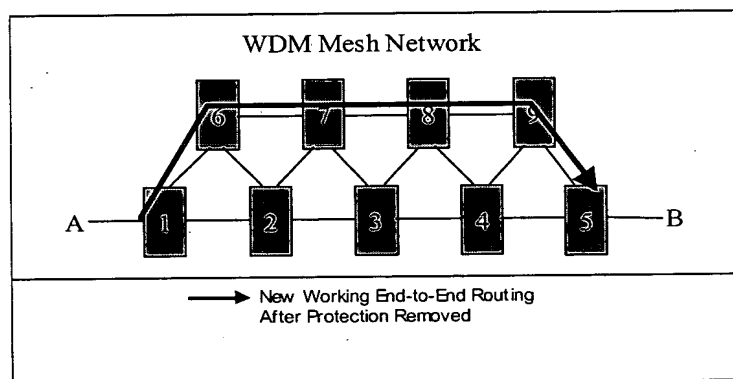 WDM Mesh Network
6 7 8 9
A 1 2 3 4 5 B
New Working End-to-End Routing
After Protection Removed